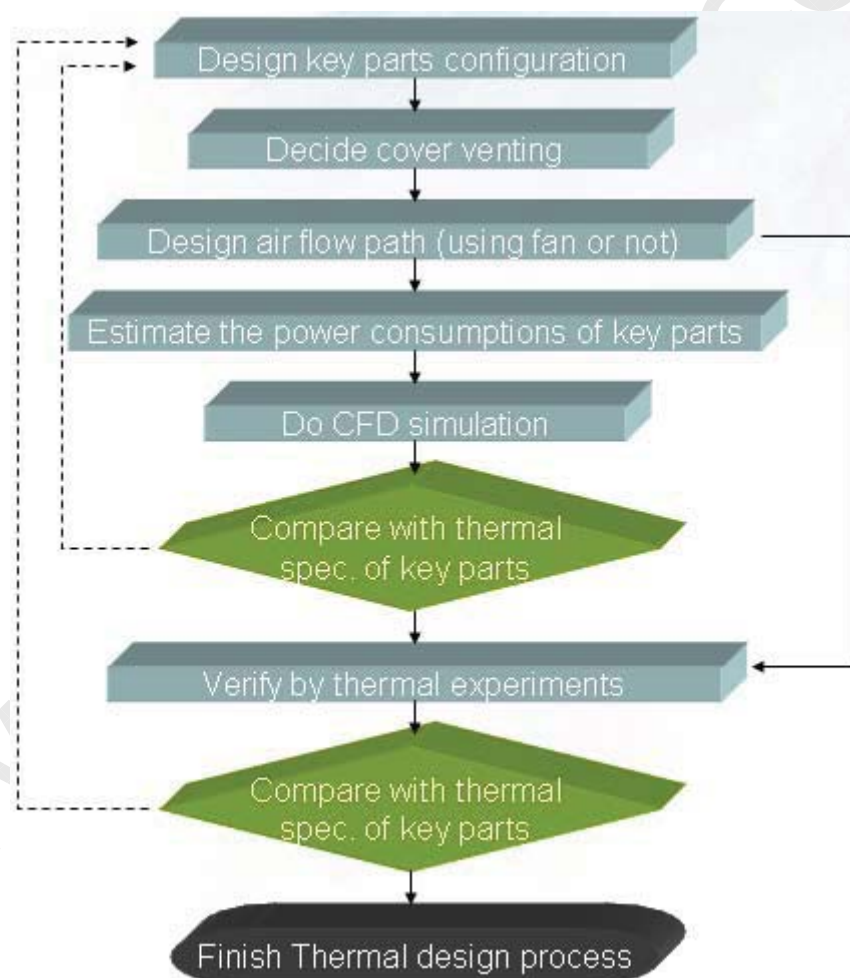 Design key parts configuration
Decide cover venting
Design air flow path (using fan or not)
Estimate the power consumptions of key parts
Do CFD simulation
Compare with thermal
spec. of key parts
Verify by thermal experiments
Compare with thermal
spec. of key parts
Finish Thermal design process